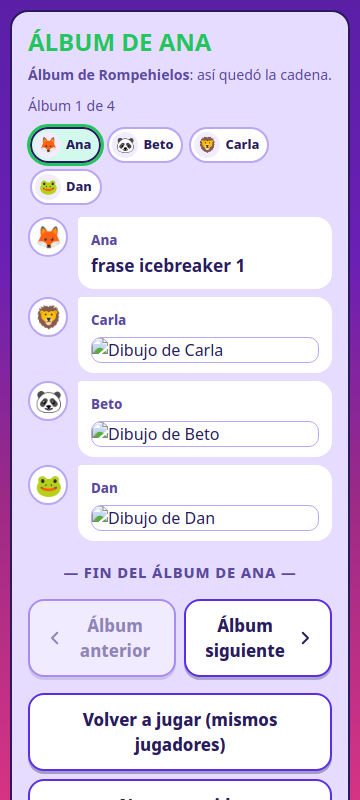 ÁLBUM DE ANA
Álbum de Rompehielos: así quedó la cadena.
Álbum 1 de 4
Ana
Beto
Carla
Dan
Ana
frase icebreaker 1
Carla
Dibujo de Carla
Beto
Dibujo de Beto
Dan
Dibujo de Dan
— FIN DEL ÁLBUM DE ANA —
Álbum
anterior
Álbum
siguiente
Volver a jugar (mismos
jugadores)